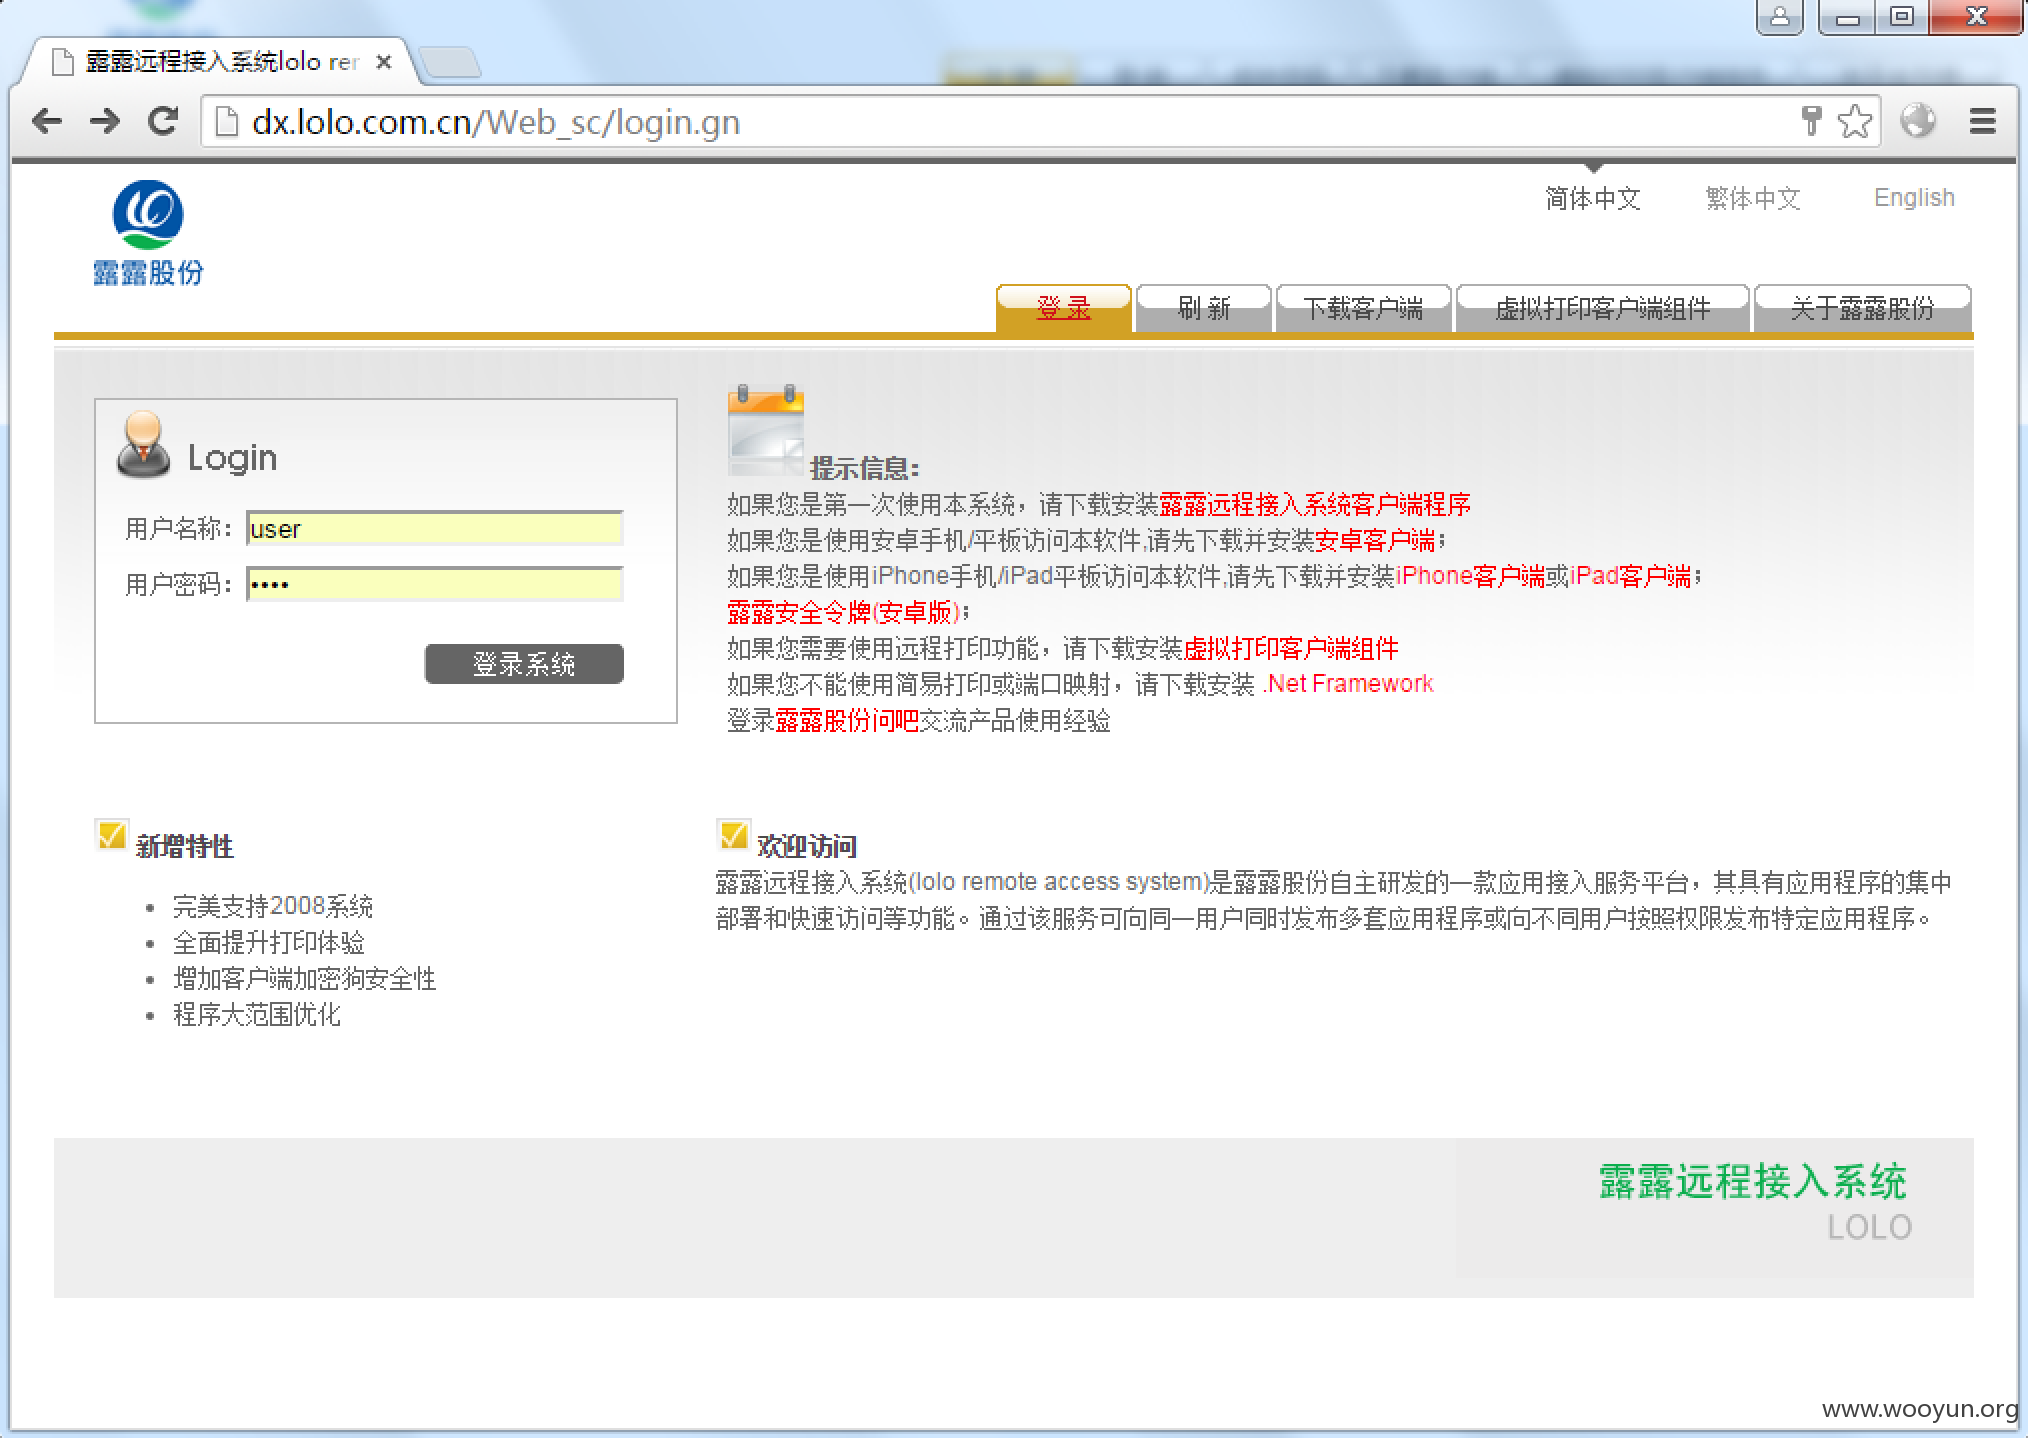 露露远程接入系统lolo rer
dx.lolo.com.cn/Web_sc/login.gn
简体中文 繁体中文 English
露露股份
登 录 刷 新 下载客户端 虚拟打印客户端组件 关于露露股份
Login
用户名称： user
用户密码： ••••
登录系统
提示信息：
如果您是第一次使用本系统，请下载安装露露远程接入系统客户端程序
如果您是使用安卓手机/平板访问本软件,请先下载并安装安卓客户端；
如果您是使用iPhone手机/iPad平板访问本软件,请先下载并安装iPhone客户端或iPad客户端；
露露安全令牌(安卓版)；
如果您需要使用远程打印功能，请下载安装虚拟打印客户端组件
如果您不能使用简易打印或端口映射，请下载安装 .Net Framework
登录露露股份问吧交流产品使用经验
新增特性
完美支持2008系统
全面提升打印体验
增加客户端加密狗安全性
程序大范围优化
欢迎访问
露露远程接入系统(lolo remote access system)是露露股份自主研发的一款应用接入服务平台，其具有应用程序的集中
部署和快速访问等功能。通过该服务可向同一用户同时发布多套应用程序或向不同用户按照权限发布特定应用程序。
露露远程接入系统
LOLO
www.wooyun.org